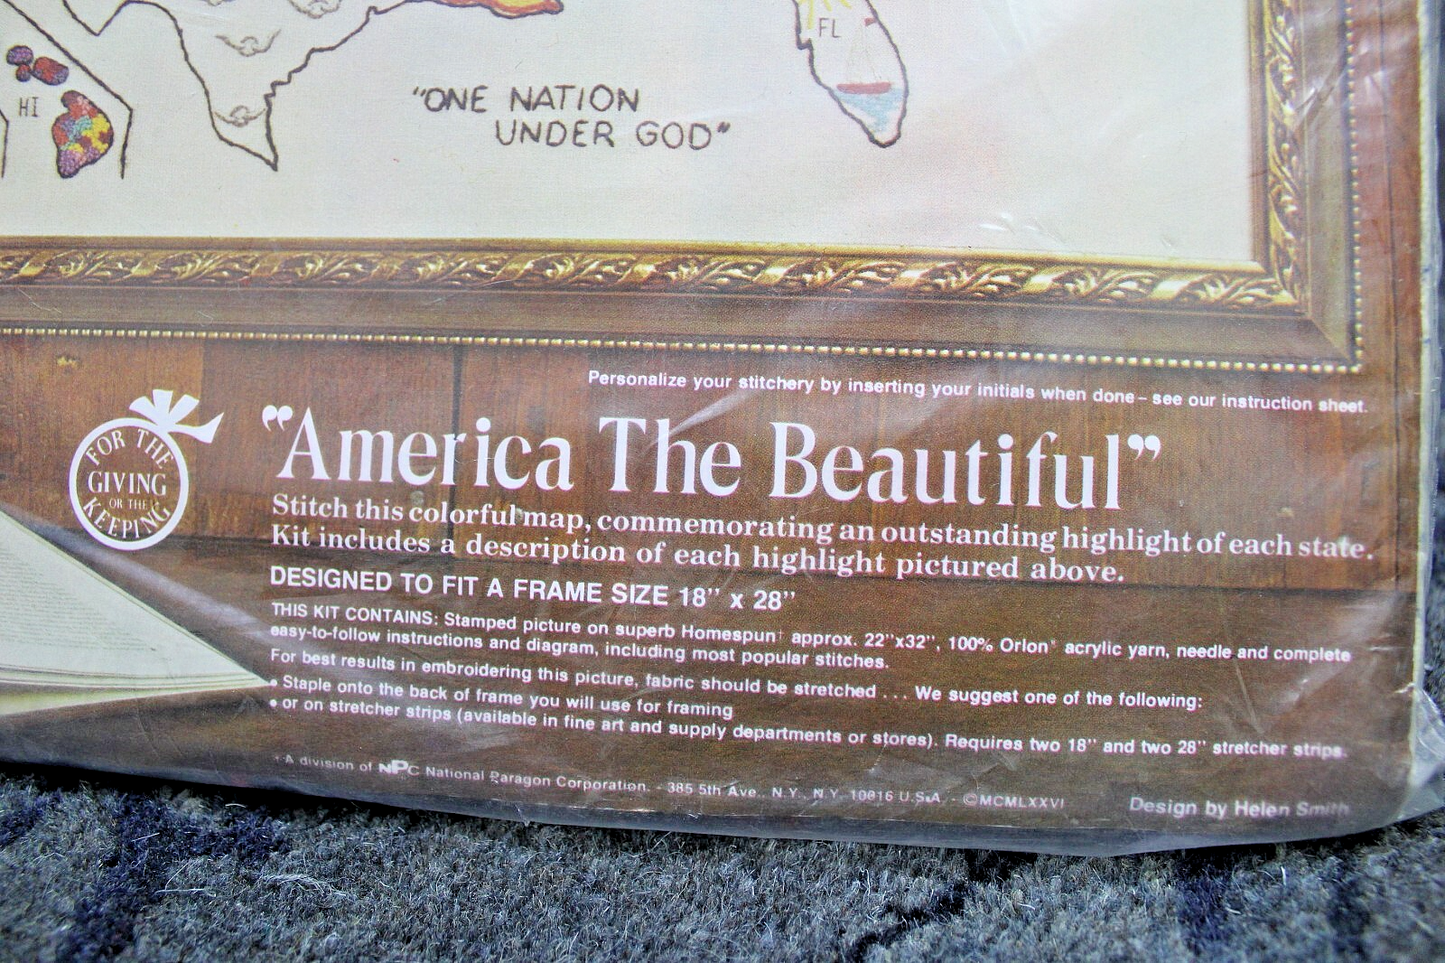 FL
HI
"ONE NATION
UNDER GOD"
Personalize your stitchery by inserting your initials when done – see our instruction sheet.
FOR THE
GIVING
OR THE
KEEPING
"America The Beautiful"
Stitch this colorful map, commemorating an outstanding highlight of each state.
Kit includes a description of each highlight pictured above.
DESIGNED TO FIT A FRAME SIZE 18" x 28"
THIS KIT CONTAINS: Stamped picture on superb Homespun† approx. 22"x32", 100% Orlon* acrylic yarn, needle and complete
easy-to-follow instructions and diagram, including most popular stitches.
For best results in embroidering this picture, fabric should be stretched . . . We suggest one of the following:
• Staple onto the back of frame you will use for framing
• or on stretcher strips (available in fine art and supply departments or stores). Requires two 18" and two 28" stretcher strips.
A division of NPC National Paragon Corporation. - 385 5th Ave., N.Y., N.Y. 10016 U.S.A. - ©MCMLXXVI
Design by Helen Smith